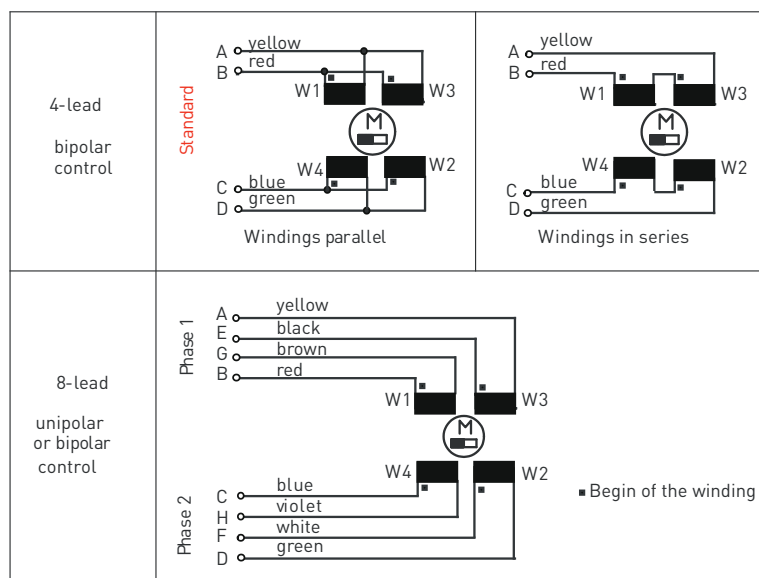 4-lead
bipolar
control
Standard
A yellow
B red
W1 W3
M
W4 W2
C blue
D green
Windings parallel
A yellow
B red
W1 W3
M
W4 W2
C blue
D green
Windings in series
8-lead
unipolar
or bipolar
control
Phase 1
A yellow
E black
G brown
B red
W1 W3
M
W4 W2
Phase 2
C blue
H violet
F white
D green
Begin of the winding